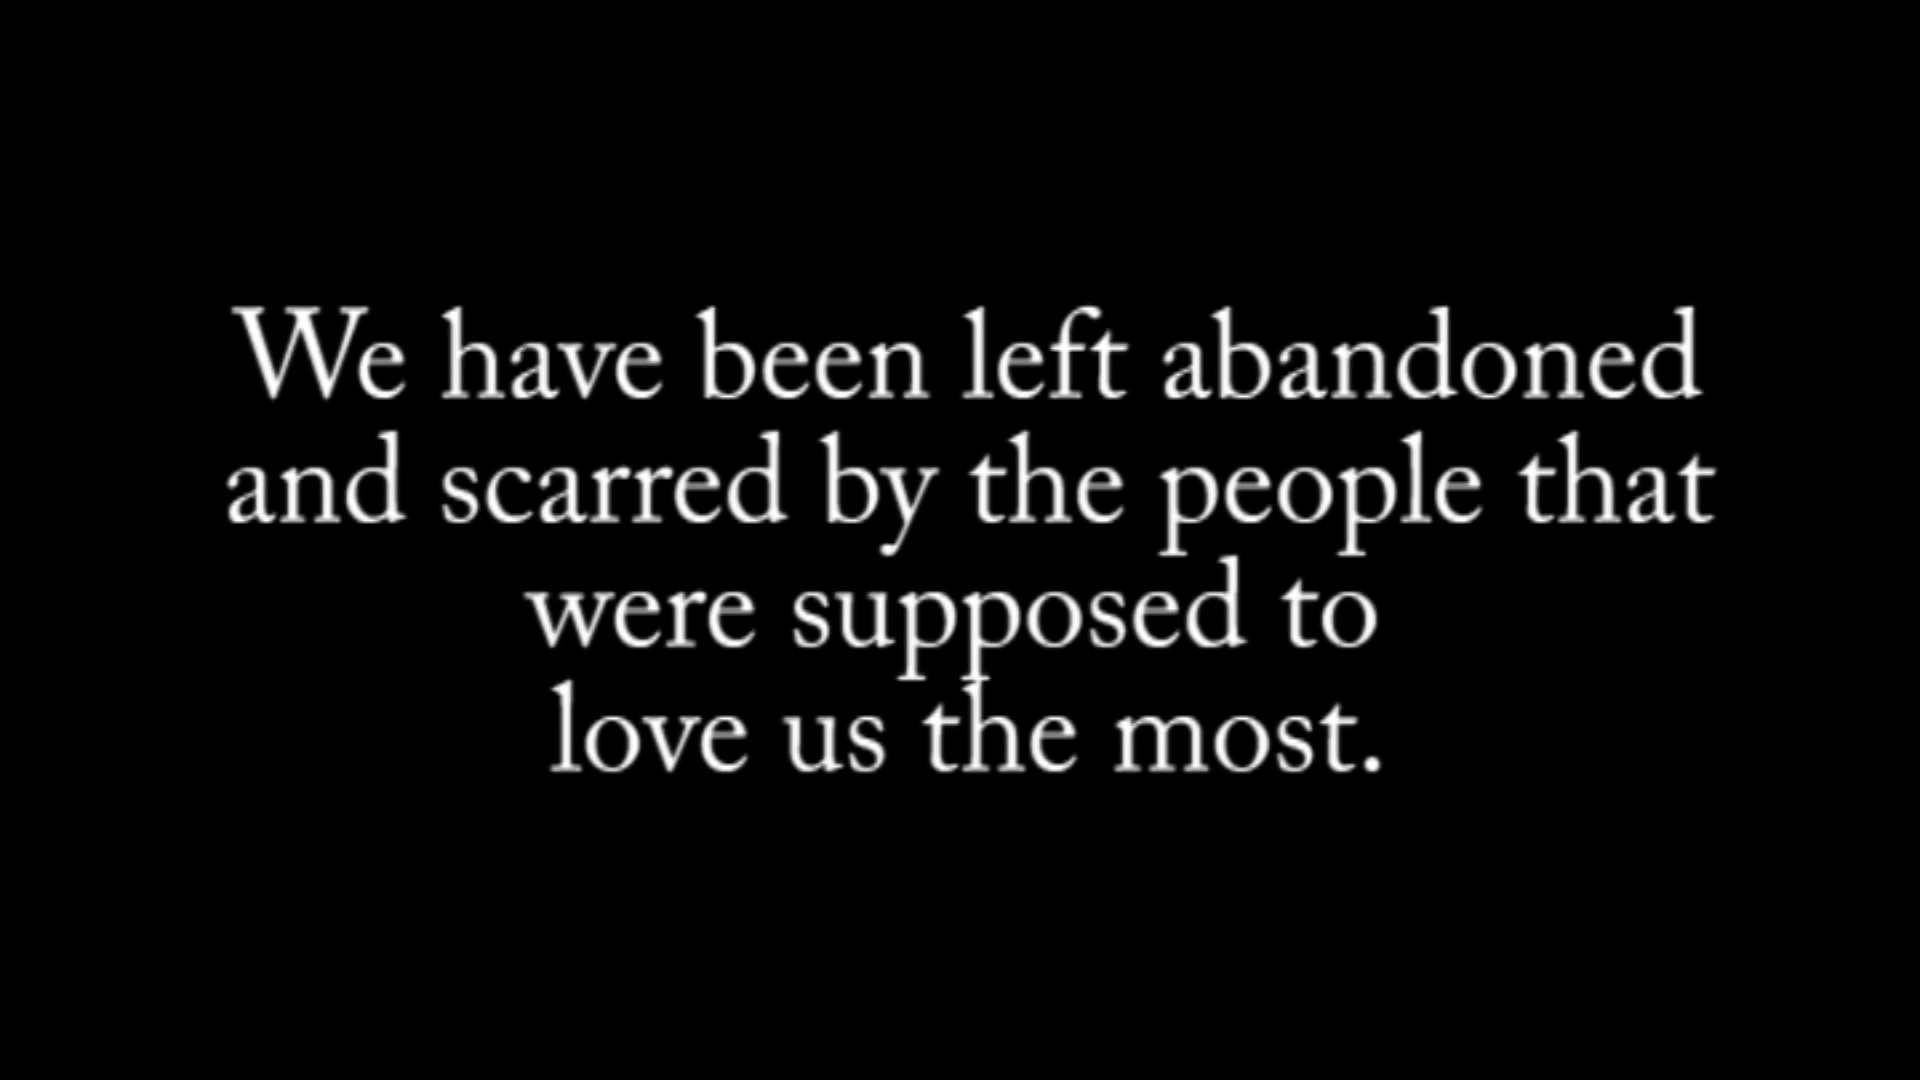 We have been left abandoned
and scarred by the people that
were supposed to
love us the most.